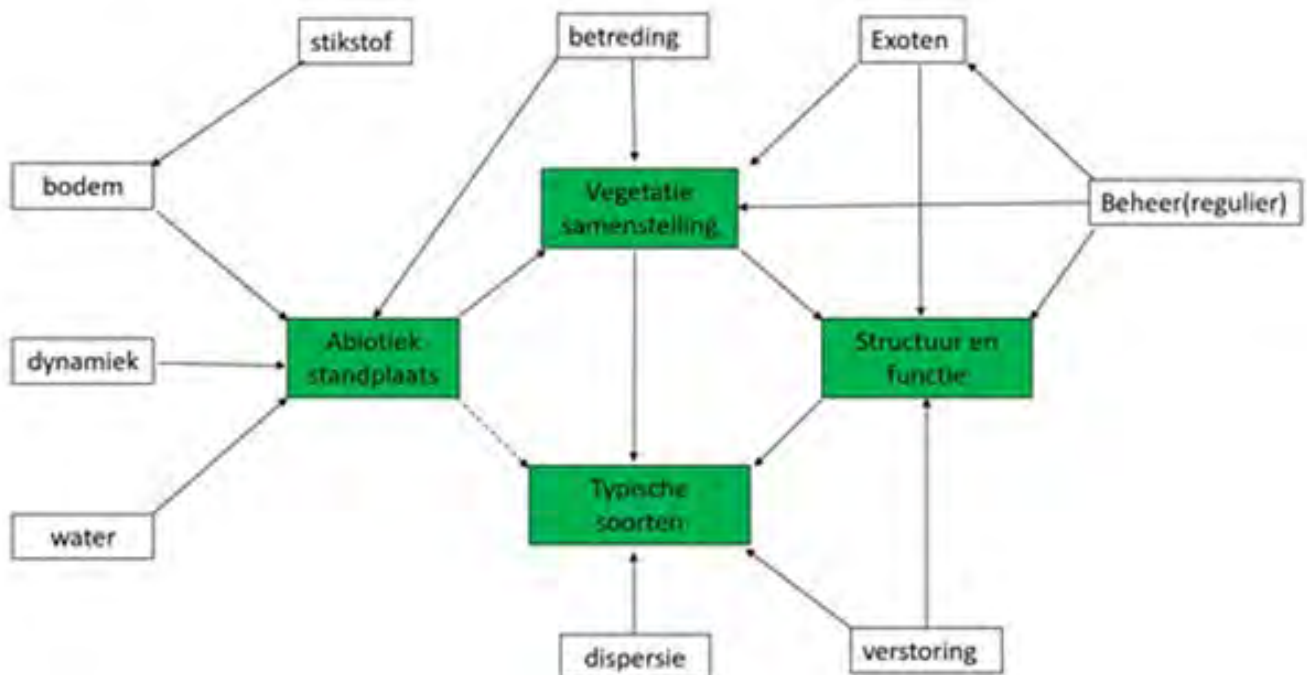 stikstof
betreding
Exoten
bodem
Vegetatie
samenstelling
Beheer(regulier)
dynamiek
Abiotiek
standplaats
Structuur en
functie
Typische
soorten
water
dispersie
verstoring